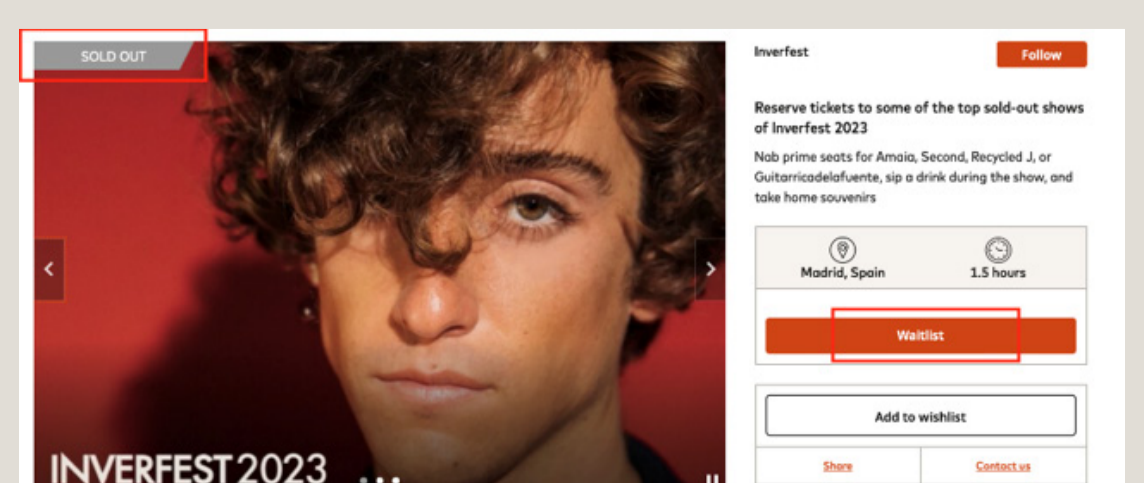 SOLD OUT
INVERFEST 2023
Inverfest
Follow
Reserve tickets to some of the top sold-out shows
of Inverfest 2023
Nab prime seats for Amaia, Second, Recycled J, or
Guitarricadelafuente, sip a drink during the show, and
take home souvenirs
Madrid, Spain
1.5 hours
Waitlist
Add to wishlist
Share
Contact us